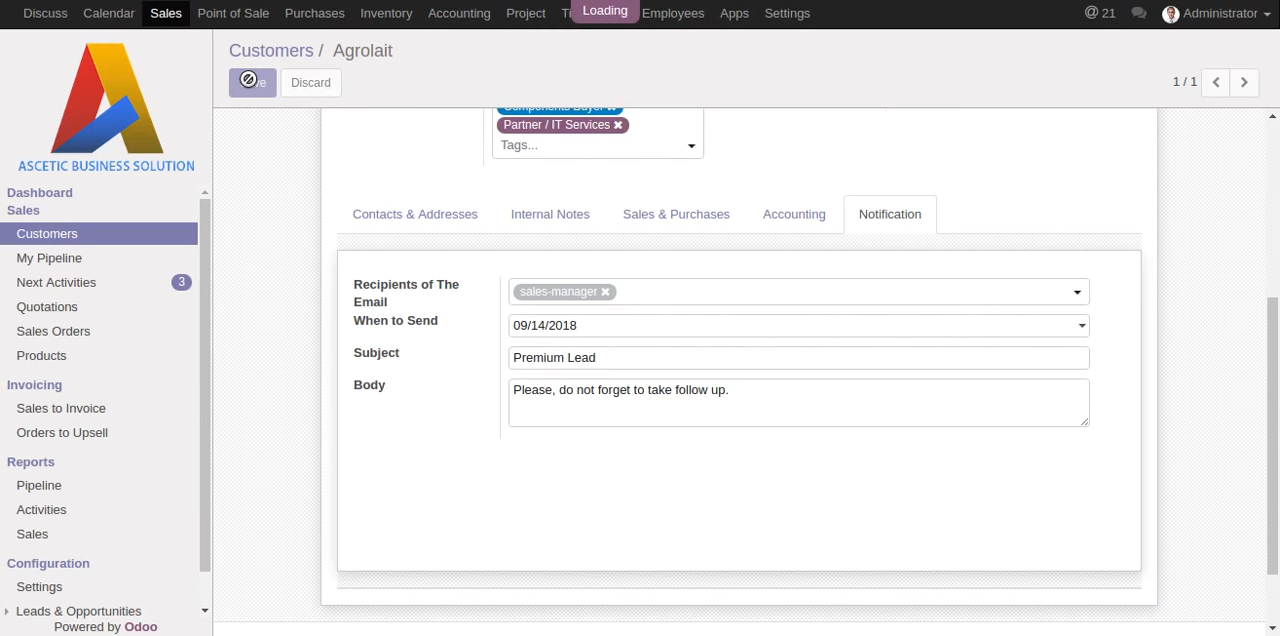 Discuss Calendar Sales Point of Sale Purchases Inventory Accounting Project Loading Employees Apps Settings @ 21 Administrator
Customers / Agrolait
Discard 1 / 1
ASCETIC BUSINESS SOLUTION
Dashboard
Sales
Customers
My Pipeline
Next Activities 3
Quotations
Sales Orders
Products
Invoicing
Sales to Invoice
Orders to Upsell
Reports
Pipeline
Activities
Sales
Configuration
Settings
Leads & Opportunities
Powered by Odoo
Components Buyer ✖
Partner / IT Services ✖
Tags...
Contacts & Addresses Internal Notes Sales & Purchases Accounting Notification
Recipients of The
Email
sales-manager ✖
When to Send 09/14/2018
Subject Premium Lead
Body Please, do not forget to take follow up.